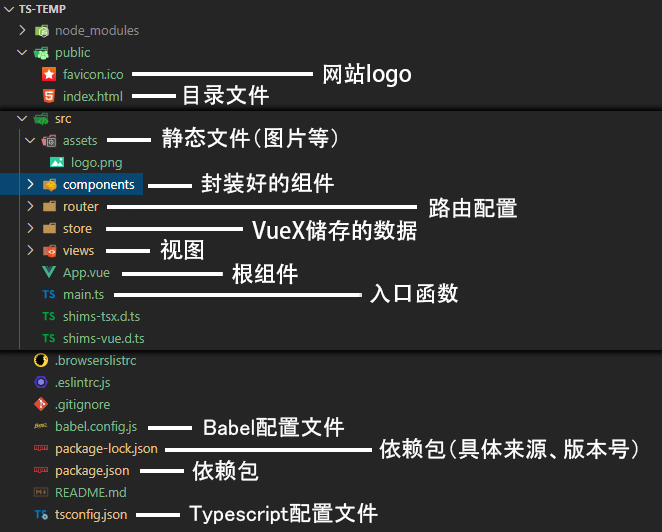 TS-TEMP
node_modules
public
favicon.ico 网站logo
index.html 目录文件
src
assets 静态文件（图片等）
logo.png
components 封装好的组件
router 路由配置
store VueX储存的数据
views 视图
App.vue 根组件
TS main.ts 入口函数
TS shims-tsx.d.ts
TS shims-vue.d.ts
.browserslistrc
.eslintrc.js
.gitignore
babel.config.js Babel配置文件
package-lock.json 依赖包（具体来源、版本号）
package.json 依赖包
README.md
TS tsconfig.json Typescript配置文件